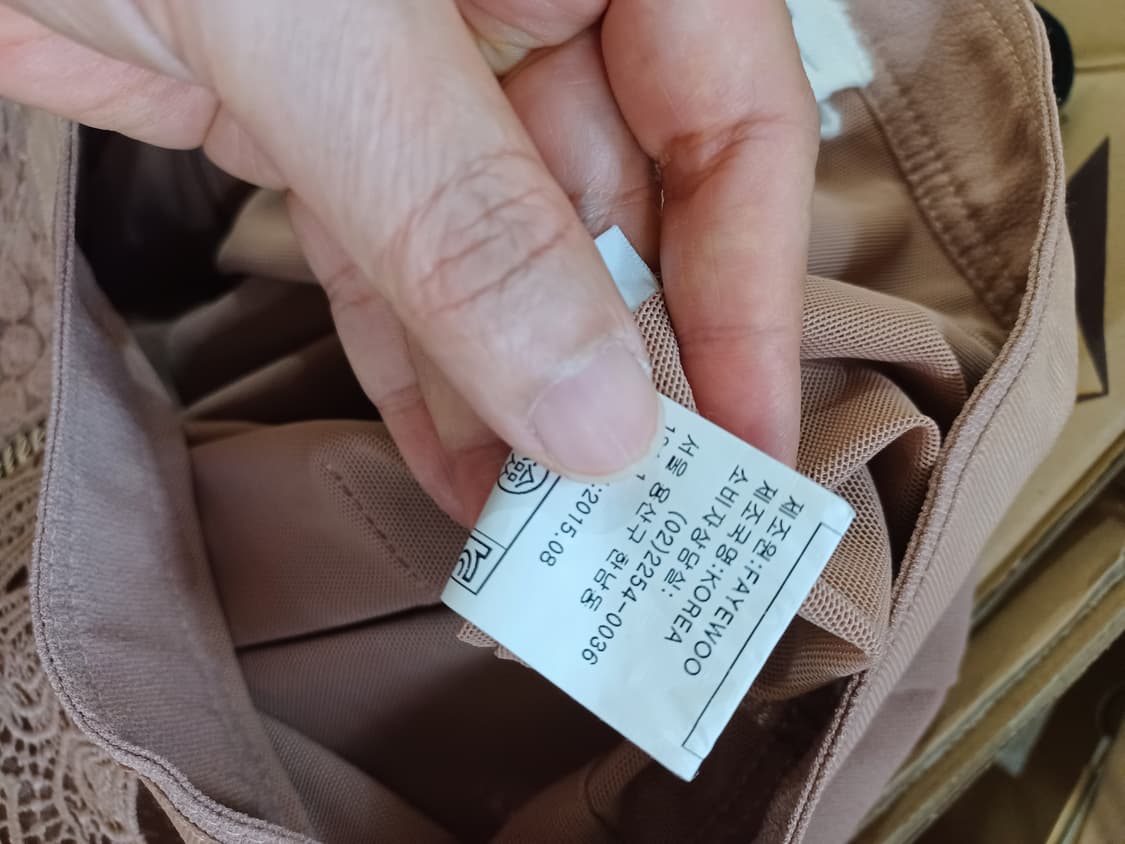 제조원:FAYEWOO
제조국명:KOREA
소비자상담실:
(02)2254-0036
서울 용산구 한남동
:2015.08